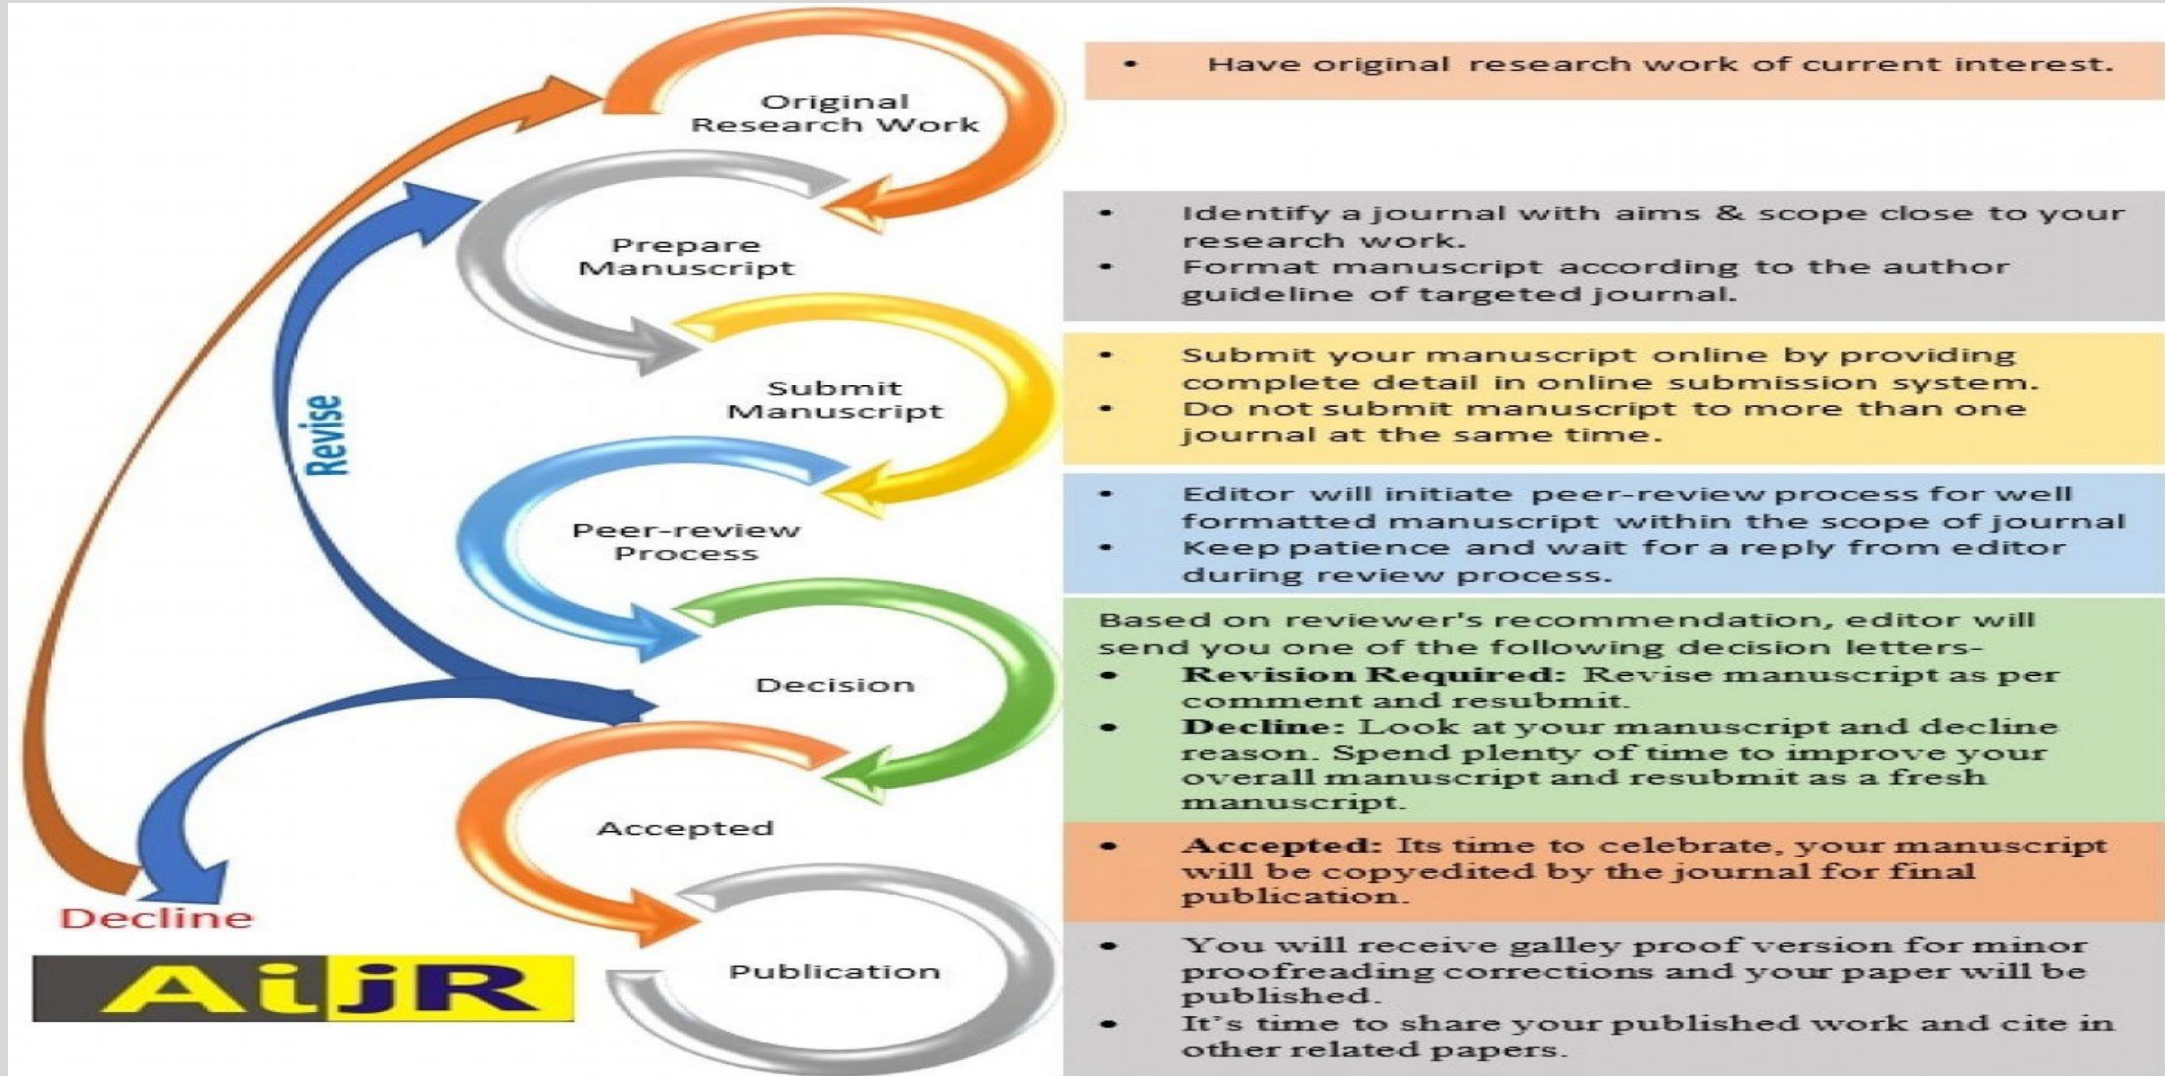 Original
Research Work
• Have original research work of current interest.
Prepare
Manuscript
• Identify a journal with aims & scope close to your
research work.
• Format manuscript according to the author
guideline of targeted journal.
Submit
Manuscript
• Submit your manuscript online by providing
complete detail in online submission system.
• Do not submit manuscript to more than one
journal at the same time.
Revise
Peer-review
Process
• Editor will initiate peer-review process for well
formatted manuscript within the scope of journal
• Keep patience and wait for a reply from editor
during review process.
Decision
Based on reviewer's recommendation, editor will
send you one of the following decision letters-
• Revision Required: Revise manuscript as per
comment and resubmit.
• Decline: Look at your manuscript and decline
reason. Spend plenty of time to improve your
overall manuscript and resubmit as a fresh
manuscript.
Accepted
• Accepted: Its time to celebrate, your manuscript
will be copyedited by the journal for final
publication.
Decline
Publication
• You will receive galley proof version for minor
proofreading corrections and your paper will be
published.
• It's time to share your published work and cite in
other related papers.
AijR